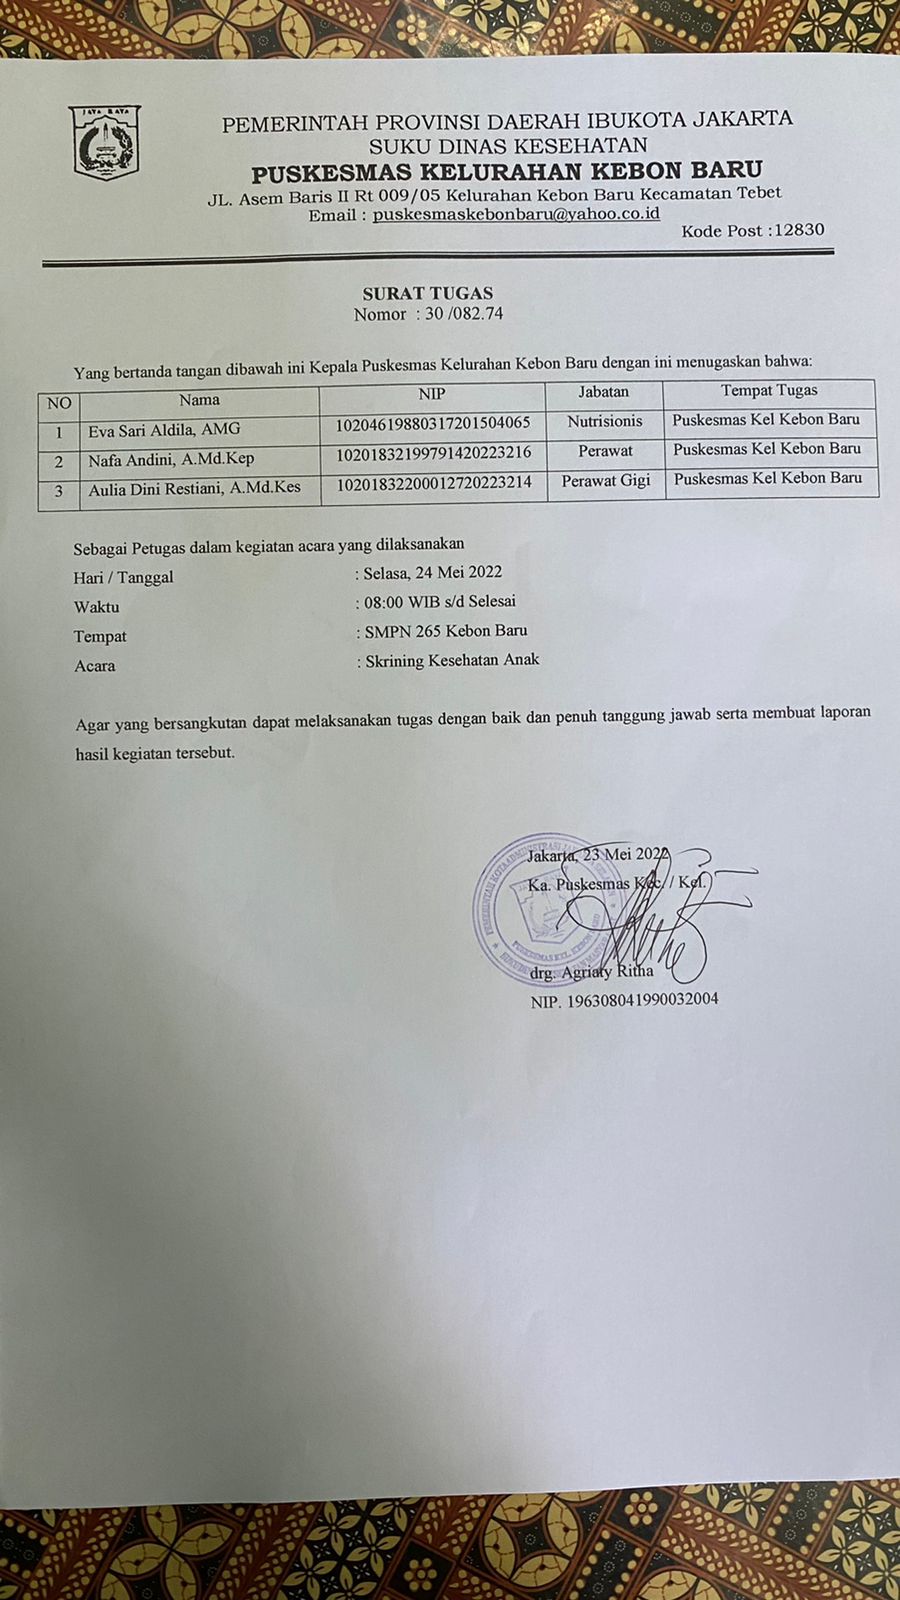 JAYA RAYA
PEMERINTAH PROVINSI DAERAH IBUKOTA JAKARTA
SUKU DINAS KESEHATAN
PUSKESMAS KELURAHAN KEBON BARU
JL. Asem Baris II Rt 009/05 Kelurahan Kebon Baru Kecamatan Tebet
Email : puskesmaskebonbaru@yahoo.co.id
Kode Post :12830
SURAT TUGAS
Nomor : 30 /082.74
Yang bertanda tangan dibawah ini Kepala Puskesmas Kelurahan Kebon Baru dengan ini menugaskan bahwa:
NO Nama NIP Jabatan Tempat Tugas
1 Eva Sari Aldila, AMG 10204619880317201504065 Nutrisionis Puskesmas Kel Kebon Baru
2 Nafa Andini, A.Md.Kep 10201832199791420223216 Perawat Puskesmas Kel Kebon Baru
3 Aulia Dini Restiani, A.Md.Kes 10201832200012720223214 Perawat Gigi Puskesmas Kel Kebon Baru
Sebagai Petugas dalam kegiatan acara yang dilaksanakan
Hari / Tanggal : Selasa, 24 Mei 2022
Waktu : 08:00 WIB s/d Selesai
Tempat : SMPN 265 Kebon Baru
Acara : Skrining Kesehatan Anak
Agar yang bersangkutan dapat melaksanakan tugas dengan baik dan penuh tanggung jawab serta membuat laporan
hasil kegiatan tersebut.
Jakarta, 23 Mei 2022
Ka. Puskesmas Kec. / Kel.
PEMERINTAH KOTA ADMINISTRASI
PUSKESMAS KEL. KEBON
drg. Agriaty Ritha
NIP. 196308041990032004